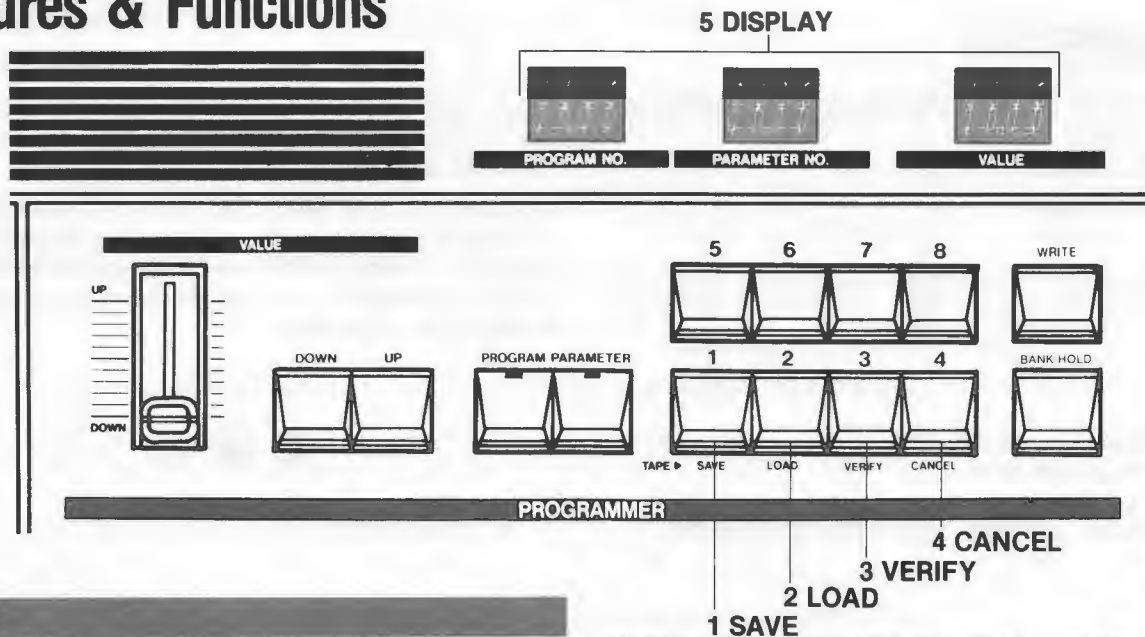 ures & Functions
5 DISPLAY
PROGRAM NO. PARAMETER NO. VALUE
VALUE
5 6 7 8 WRITE
UP
DOWN UP PROGRAM PARAMETER 1 2 3 4 BANK HOLD
DOWN
TAPE ▶ SAVE LOAD VERIFY CANCEL
PROGRAMMER
4 CANCEL
3 VERIFY
2 LOAD
1 SAVE